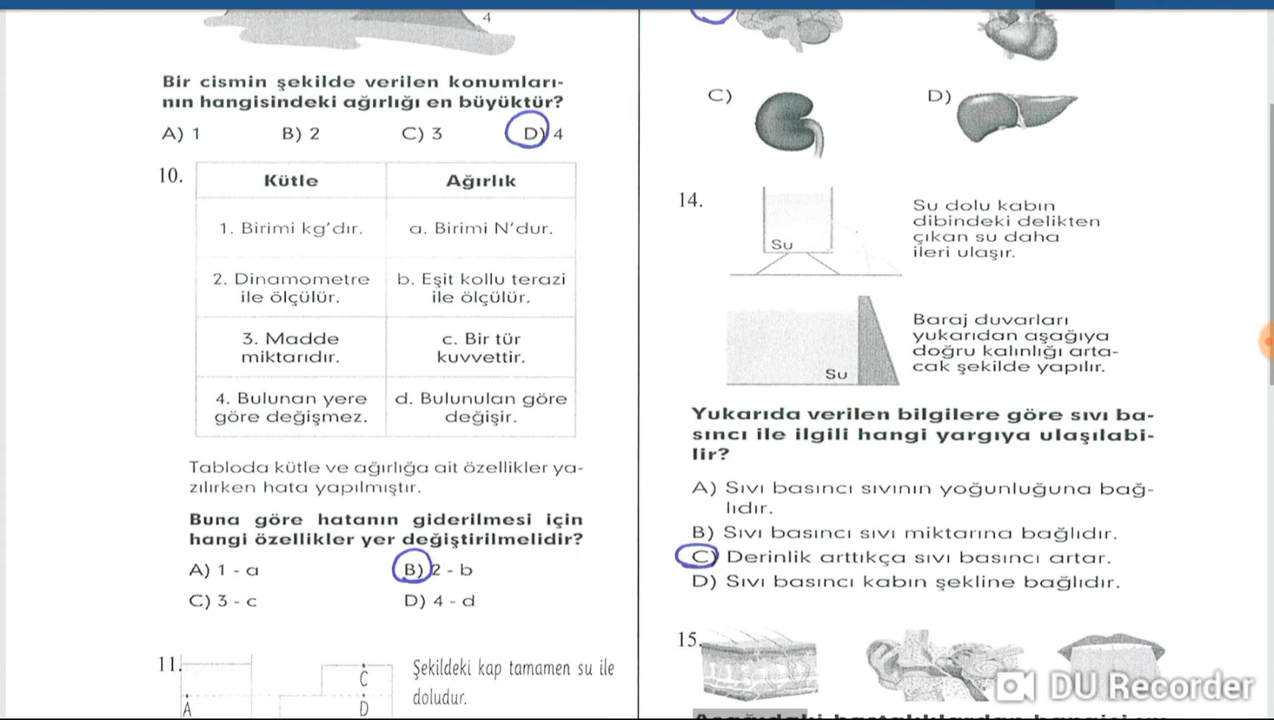 4
Bir cismin şekilde verilen konumları-
nın hangisindeki ağırlığı en büyüktür?
A) 1 B) 2 C) 3 D) 4
10.
Kütle Ağırlık
1. Birimi kg'dır. a. Birimi N'dur.
2. Dinamometre
ile ölçülür.
b. Eşit kollu terazi
ile ölçülür.
3. Madde
miktarıdır.
c. Bir tür
kuvvettir.
4. Bulunan yere
göre değişmez.
d. Bulunulan göre
değişir.
Tabloda kütle ve ağırlığa ait özellikler ya-
zılırken hata yapılmıştır.
Buna göre hatanın giderilmesi için
hangi özellikler yer değiştirilmelidir?
A) 1 - a B) 2 - b
C) 3 - c D) 4 - d
11.
A
C
D
Şekildeki kap tamamen su ile
doludur.
C) D)
14.
Su
Su dolu kabın
dibindeki delikten
çıkan su daha
ileri ulaşır.
Su
Baraj duvarları
yukarıdan aşağıya
doğru kalınlığı arta-
cak şekilde yapılır.
Yukarıda verilen bilgilere göre sıvı ba-
sıncı ile ilgili hangi yargıya ulaşılabi-
lir?
A) Sıvı basıncı sıvının yoğunluğuna bağ-
lıdır.
B) Sıvı basıncı sıvı miktarına bağlıdır.
C) Derinlik arttıkça sıvı basıncı artar.
D) Sıvı basıncı kabın şekline bağlıdır.
15.
DU Recorder